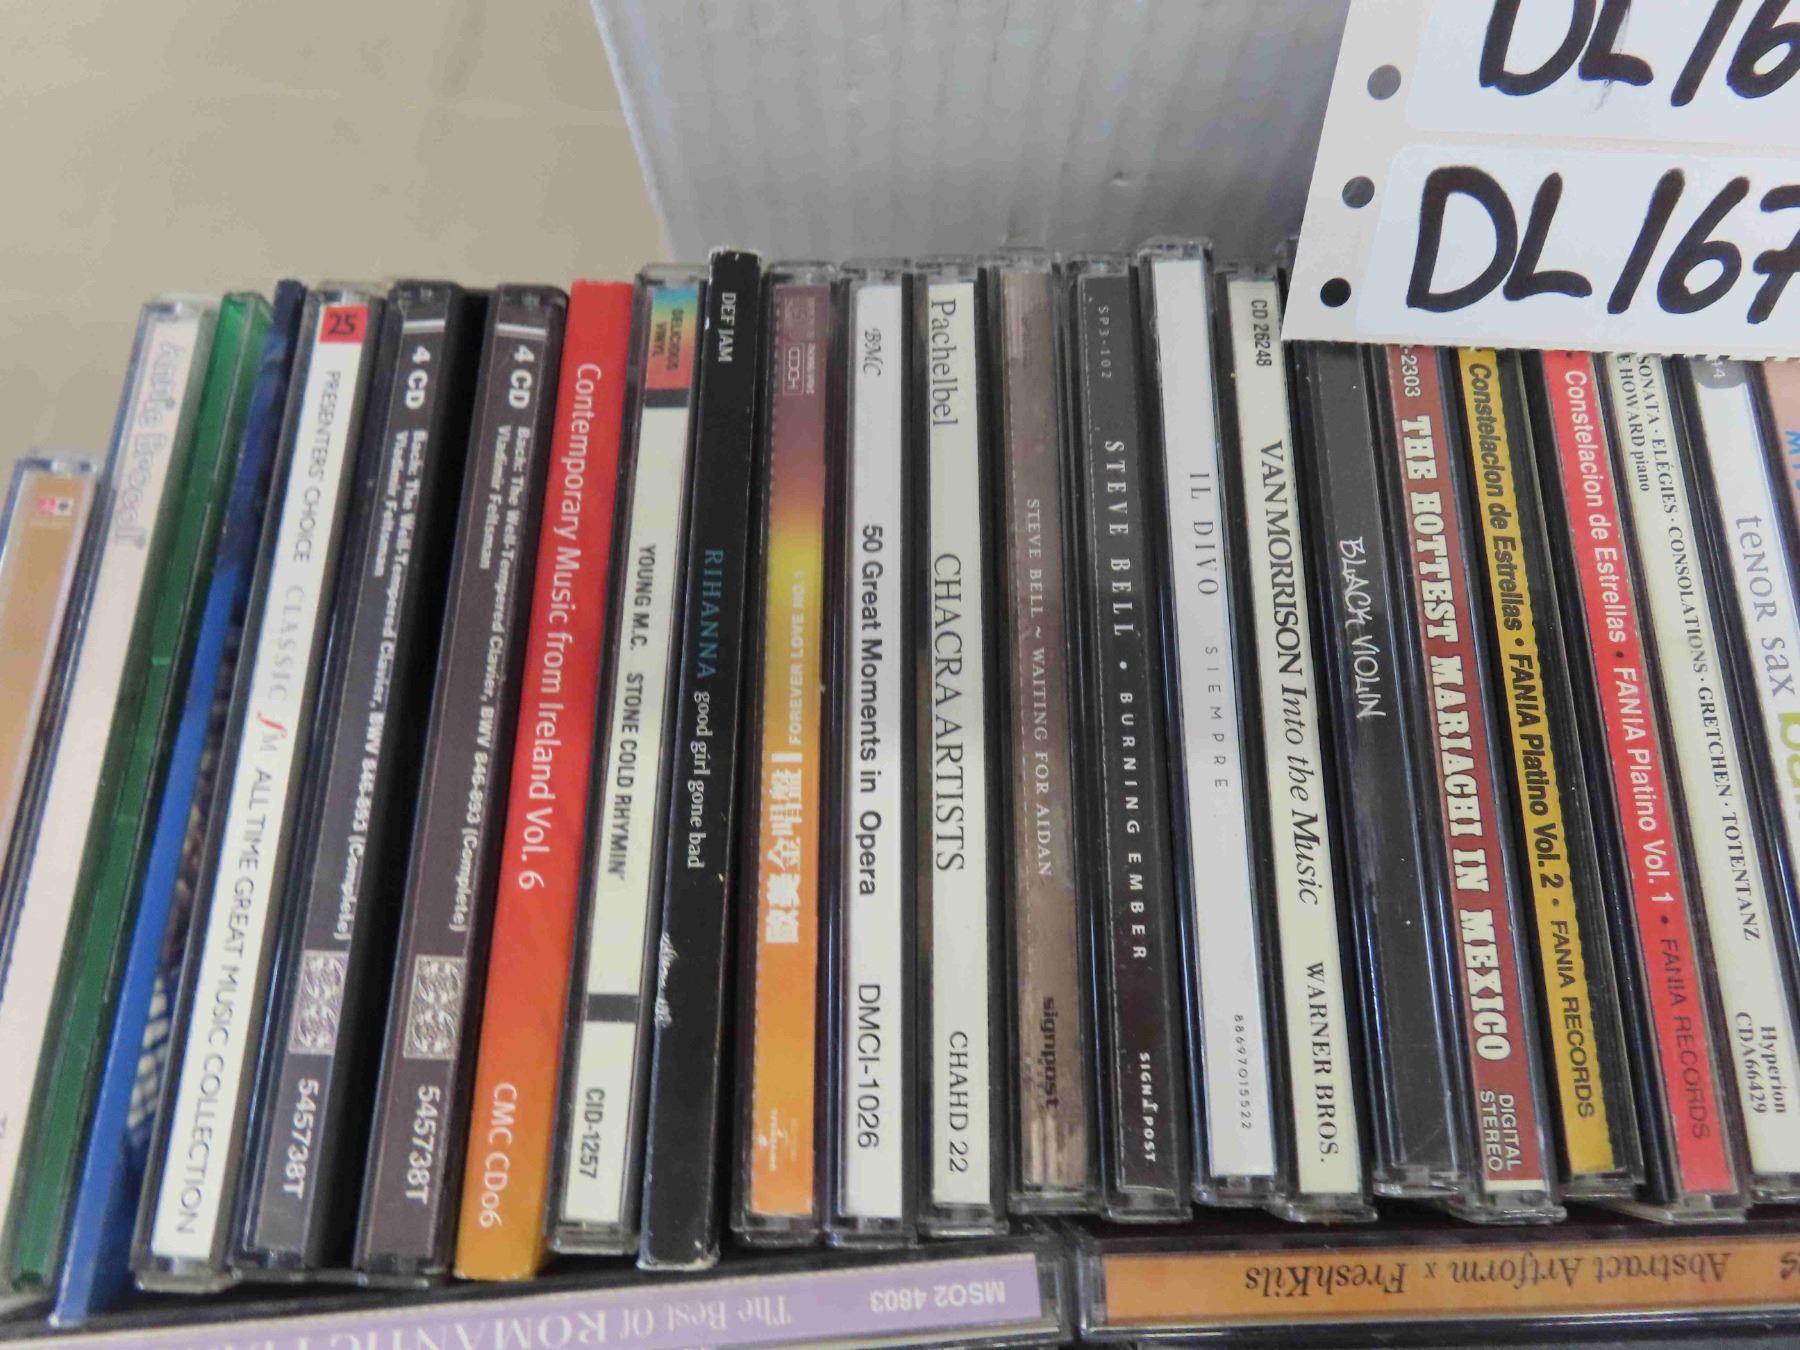 DL16
DL167
25
PRESENTERS' CHOICE CLASSIC fM ALL TIME GREAT MUSIC COLLECTION
4 CD Bach: The Well-Tempered Clavier, BWV 846-893 (Complete)
Vladimir Feltsman
545738T
4 CD Bach: The Well-Tempered Clavier, BWV 846-893 (Complete)
Vladimir Feltsman
545738T
Contemporary Music from Ireland Vol. 6 CMC CD06
DELICIOUS
VINYL
YOUNG M.C. STONE COLD RHYMIN' CID-1257
DEF JAM RIHANNA good girl gone bad
FOREVER LOVE NO.1
BMC 50 Great Moments in Opera DMCI-1026
Pachelbel CHACRA ARTISTS CHAHD 22
STEVE BELL ~ WAITING FOR AIDAN signpost
SP3-102 STEVE BELL • BURNING EMBER SIGNPOST
IL DIVO SIEMPRE 88697015522
CD 26248 VAN MORRISON Into the Music WARNER BROS.
BLACK VIOLIN
-2303 THE HOTTEST MARIACHI IN MEXICO DIGITAL
STEREO
Constelacion de Estrellas • FANIA Platino Vol. 2 • FANIA RECORDS
Constelacion de Estrellas • FANIA Platino Vol. 1 • FANIA RECORDS
SONATA · ELÉGIES · CONSOLATIONS · GRETCHEN · TOTENTANZ
E HOWARD piano
Hyperion
CDA66429
teNOR sax
The Best OF ROMANTIC MSO2 4803
Abstract Artform x FreshKils